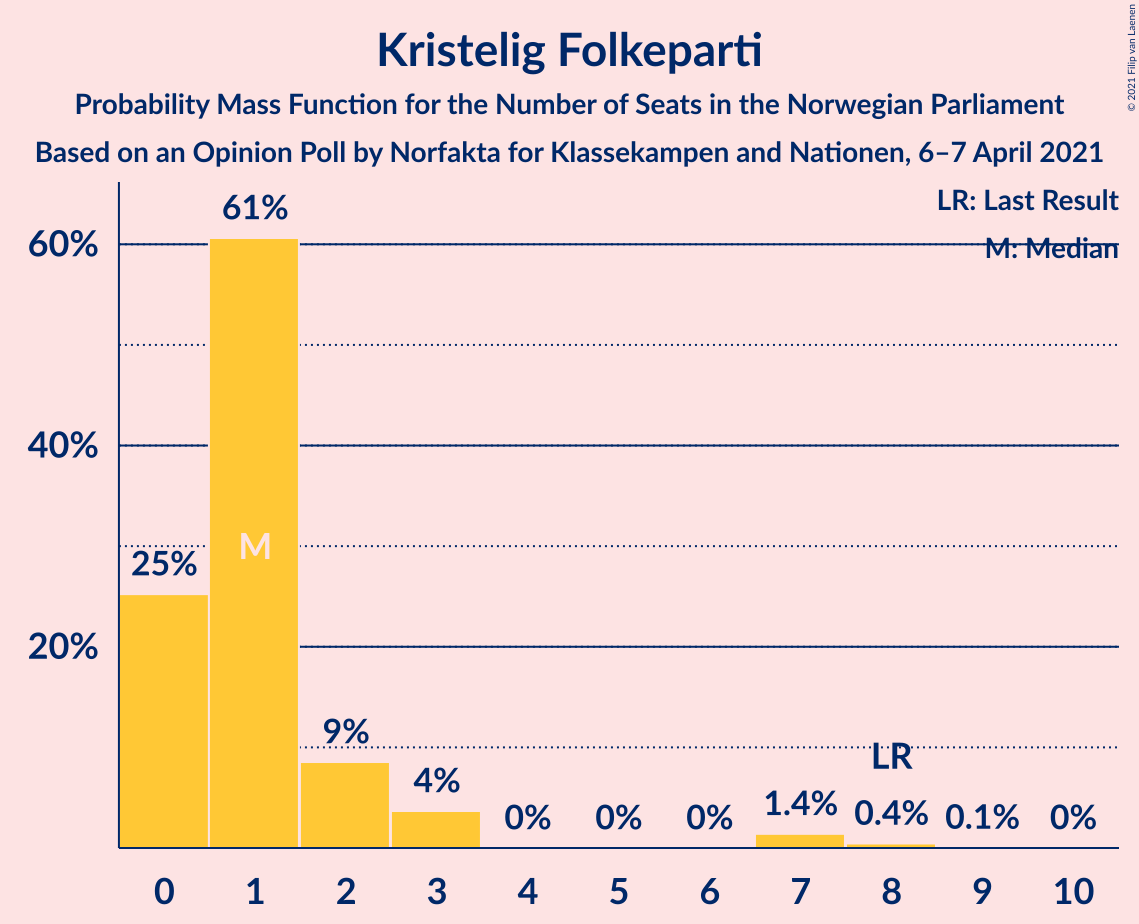 Kristelig Folkeparti
Probability Mass Function for the Number of Seats in the Norwegian Parliament
Based on an Opinion Poll by Norfakta for Klassekampen and Nationen, 6–7 April 2021
© 2021 Filip van Laenen
LR: Last Result
M: Median
61%
60%
40%
M
25%
20%
9%
LR
4%
1.4%
0.4%
0% 0% 0% 0.1% 0%
0 1 2 3 4 5 6 7 8 9 10